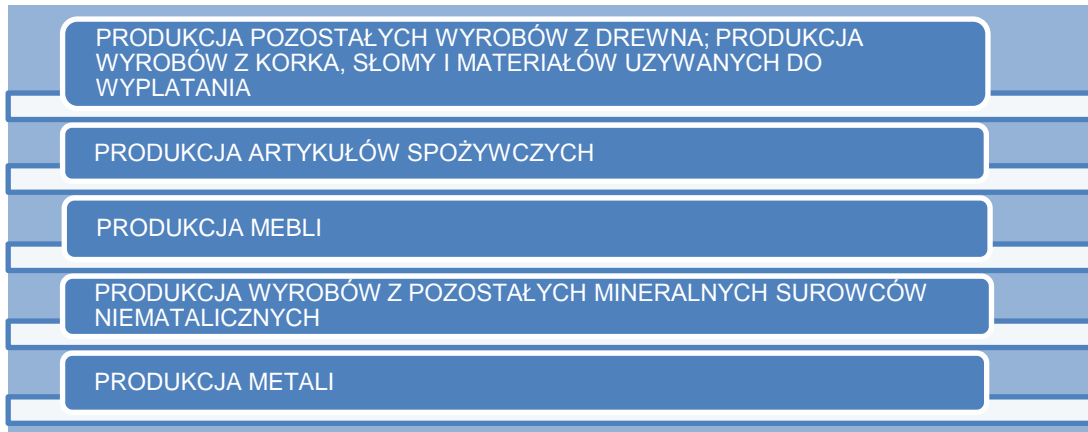 PRODUKCJA POZOSTAŁYCH WYROBÓW Z DREWNA; PRODUKCJA
WYROBÓW Z KORKA, SŁOMY I MATERIAŁÓW UZYWANYCH DO
WYPLATANIA
PRODUKCJA ARTYKUŁÓW SPOŻYWCZYCH
PRODUKCJA MEBLI
PRODUKCJA WYROBÓW Z POZOSTAŁYCH MINERALNYCH SUROWCÓW
NIEMATALICZNYCH
PRODUKCJA METALI